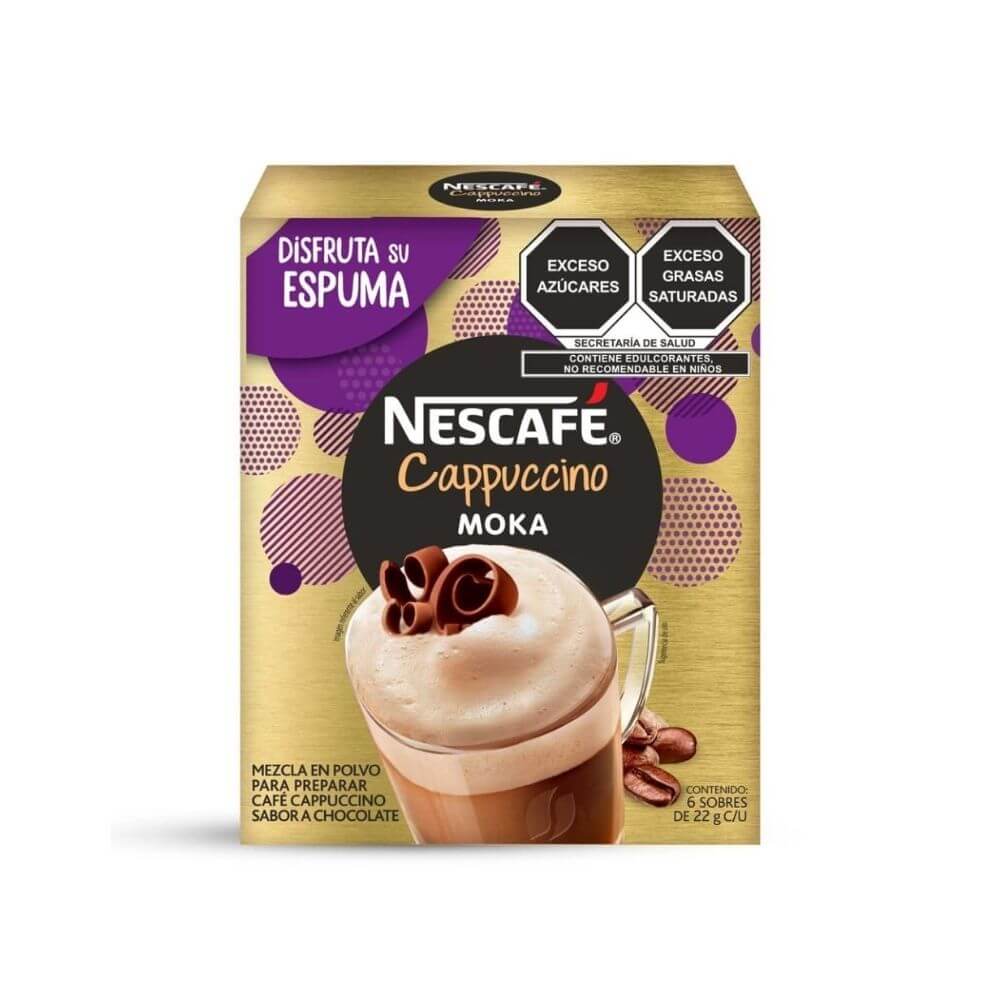 NESCAFÉ
Cappuccino
MOKA
DISFRUTA SU
ESPUMA
EXCESO
AZÚCARES
EXCESO
GRASAS
SATURADAS
SECRETARÍA DE SALUD
CONTIENE EDULCORANTES,
NO RECOMENDABLE EN NIÑOS
NESCAFÉ®
Cappuccino
MOKA
MEZCLA EN POLVO
PARA PREPARAR
CAFÉ CAPPUCCINO
SABOR A CHOCOLATE
CONTENIDO:
6 SOBRES
DE 22 g C/U